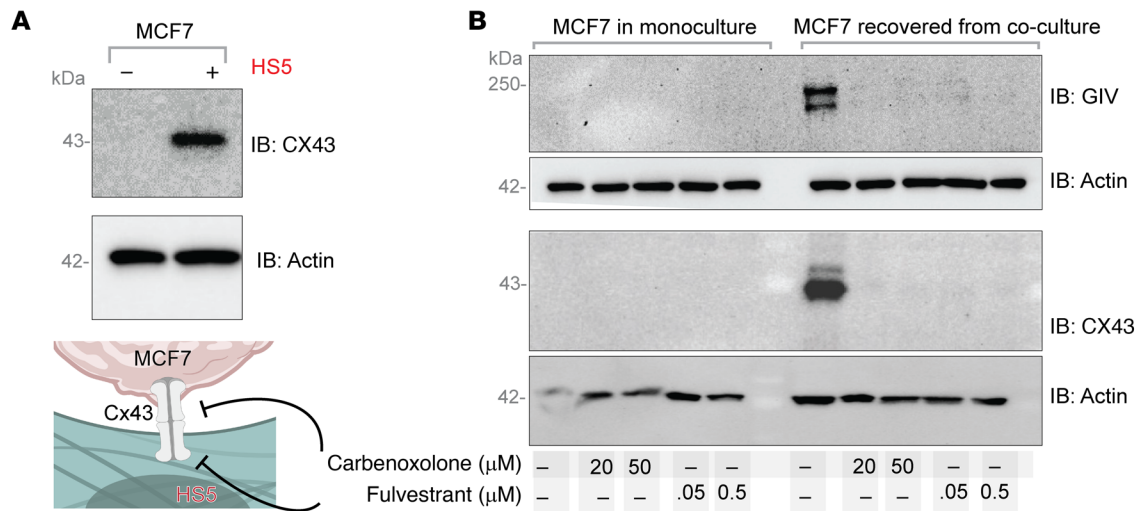 A
MCF7
– + HS5
kDa
43- IB: CX43
42- IB: Actin
MCF7
Cx43
HS5
B
MCF7 in monoculture MCF7 recovered from co-culture
kDa
250- IB: GIV
42- IB: Actin
43- IB: CX43
42- IB: Actin
Carbenoxolone (μM) – 20 50 – – – 20 50 – –
Fulvestrant (μM) – – – .05 0.5 – – – .05 0.5